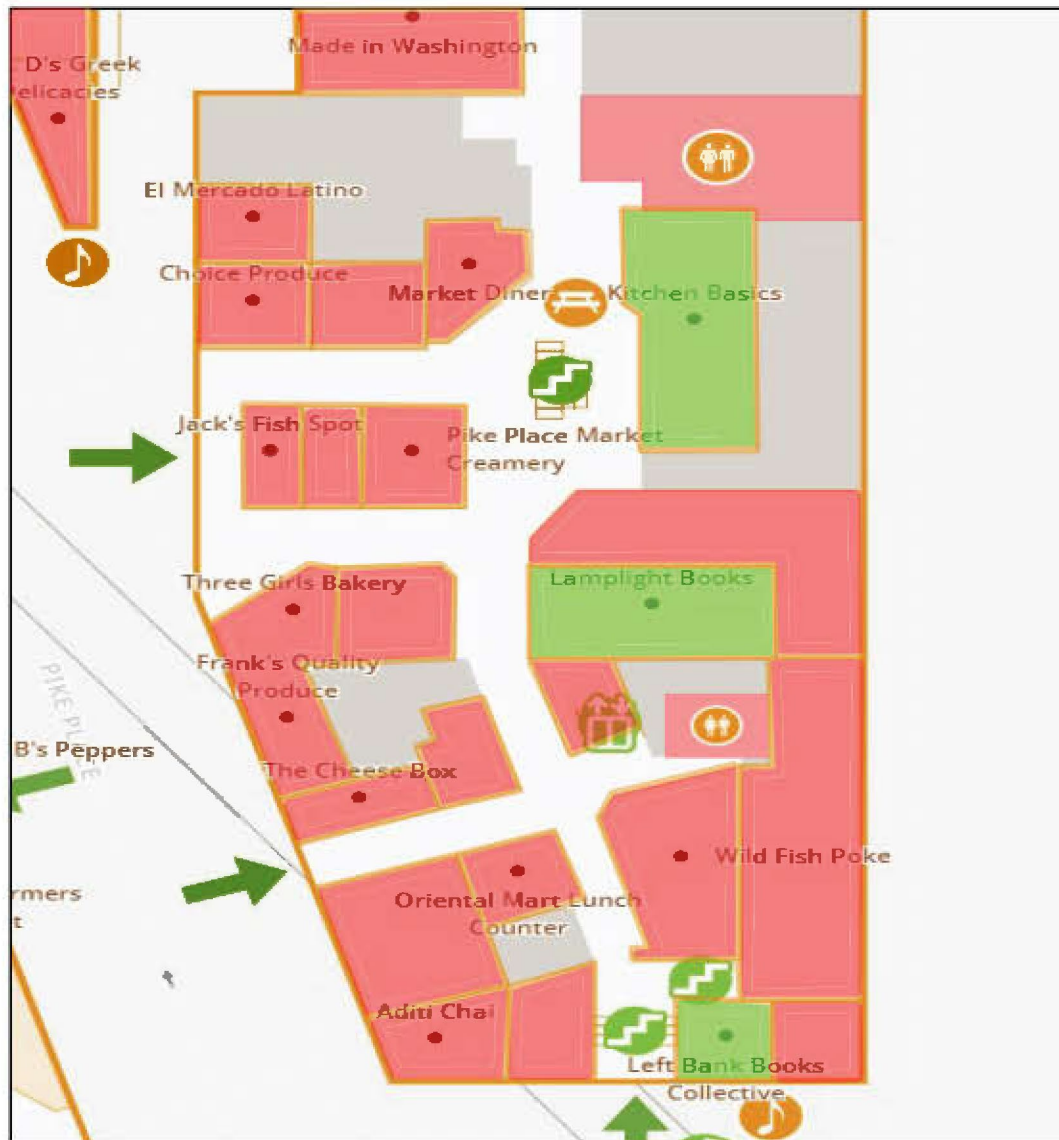 Made in Washington
D's Greek
elicacies
El Mercado Latino
Choice Produce
Market Diner
Kitchen Basics
Jack's Fish Spot
Pike Place Market
Creamery
Three Girls Bakery
Lamplight Books
Frank's Quality
Produce
PIKE PLACE
B's Peppers
The Cheese Box
Wild Fish Poke
rmers
t
Oriental Mart Lunch
Counter
Aditi Chai
Left Bank Books
Collective